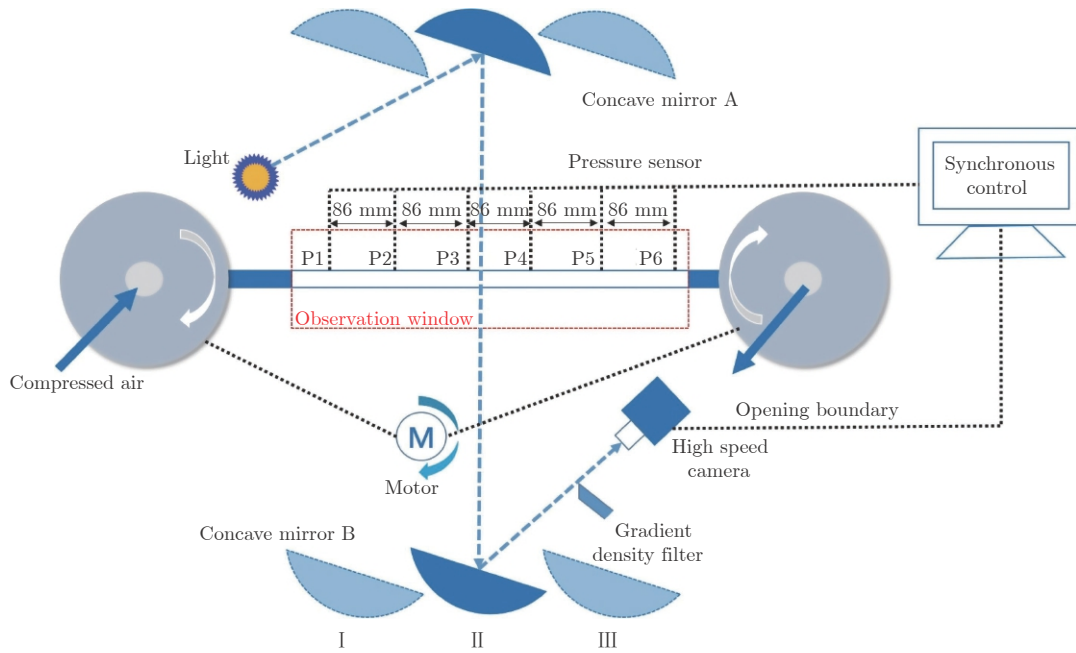 Concave mirror A
Light
Pressure sensor
Synchronous
control
86 mm
86 mm
86 mm
86 mm
86 mm
P1
P2
P3
P4
P5
P6
Observation window
Compressed air
Opening boundary
M
High speed
camera
Motor
Gradient
density filter
Concave mirror B
Ⅰ
Ⅱ
Ⅲ